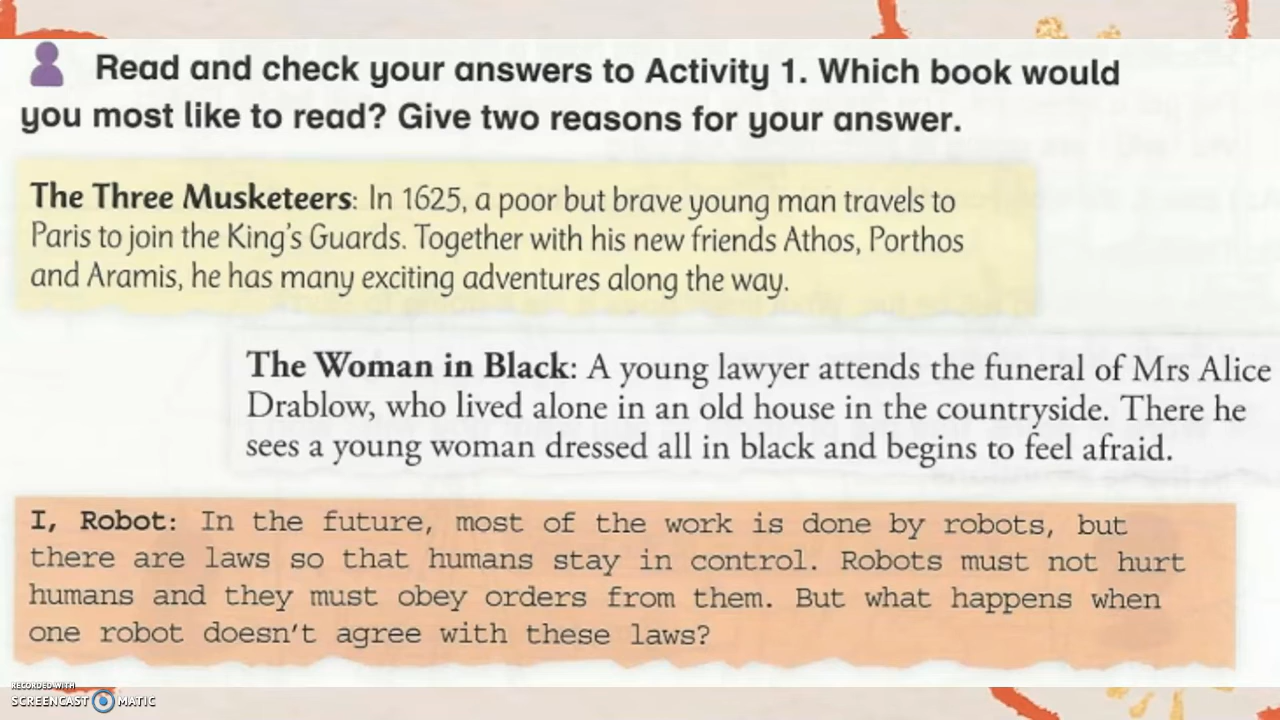 Read and check your answers to Activity 1. Which book would
you most like to read? Give two reasons for your answer.
The Three Musketeers: In 1625, a poor but brave young man travels to
Paris to join the King's Guards. Together with his new friends Athos, Porthos
and Aramis, he has many exciting adventures along the way.
The Woman in Black: A young lawyer attends the funeral of Mrs Alice
Drablow, who lived alone in an old house in the countryside. There he
sees a young woman dressed all in black and begins to feel afraid.
I, Robot: In the future, most of the work is done by robots, but
there are laws so that humans stay in control. Robots must not hurt
humans and they must obey orders from them. But what happens when
one robot doesn't agree with these laws?
RECORDED WITH
SCREENCAST MATIC